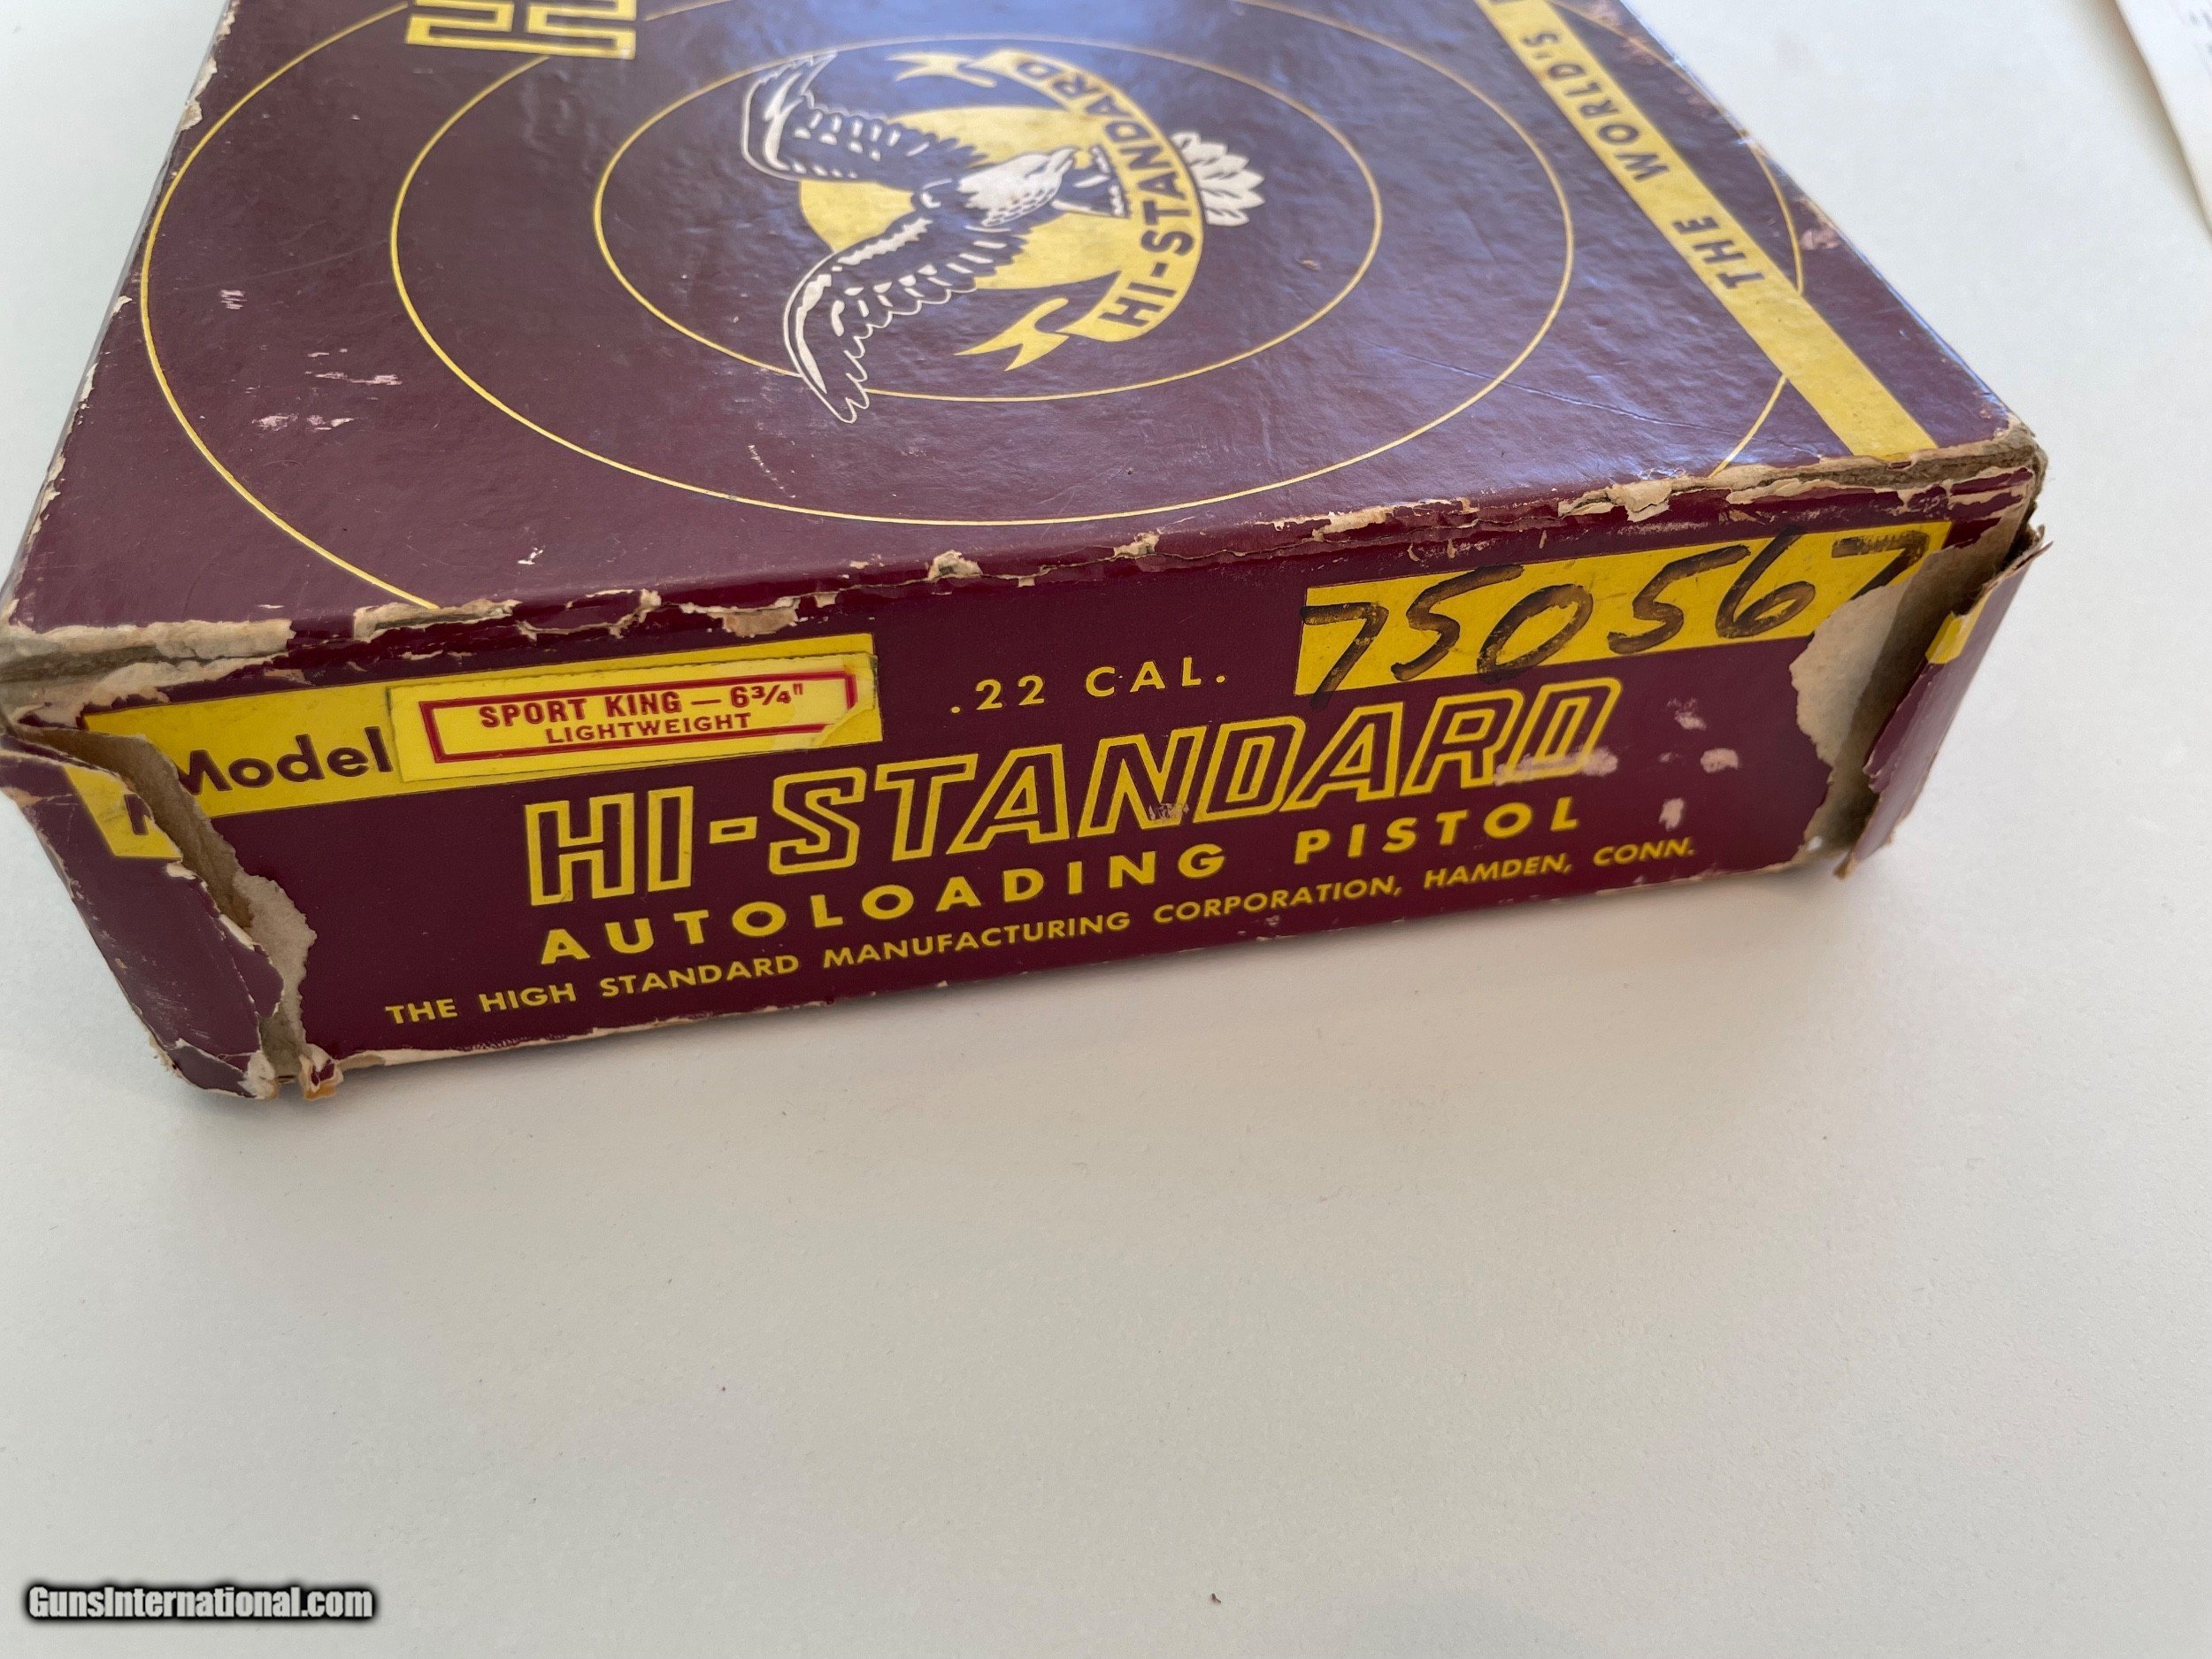 H
HI-STANDARD
THE WORLD'S
750567
Model
SPORT KING — 6¾"
LIGHTWEIGHT
.22 CAL.
HI-STANDARD
AUTOLOADING PISTOL
THE HIGH STANDARD MANUFACTURING CORPORATION, HAMDEN, CONN.
GunsInternational.com